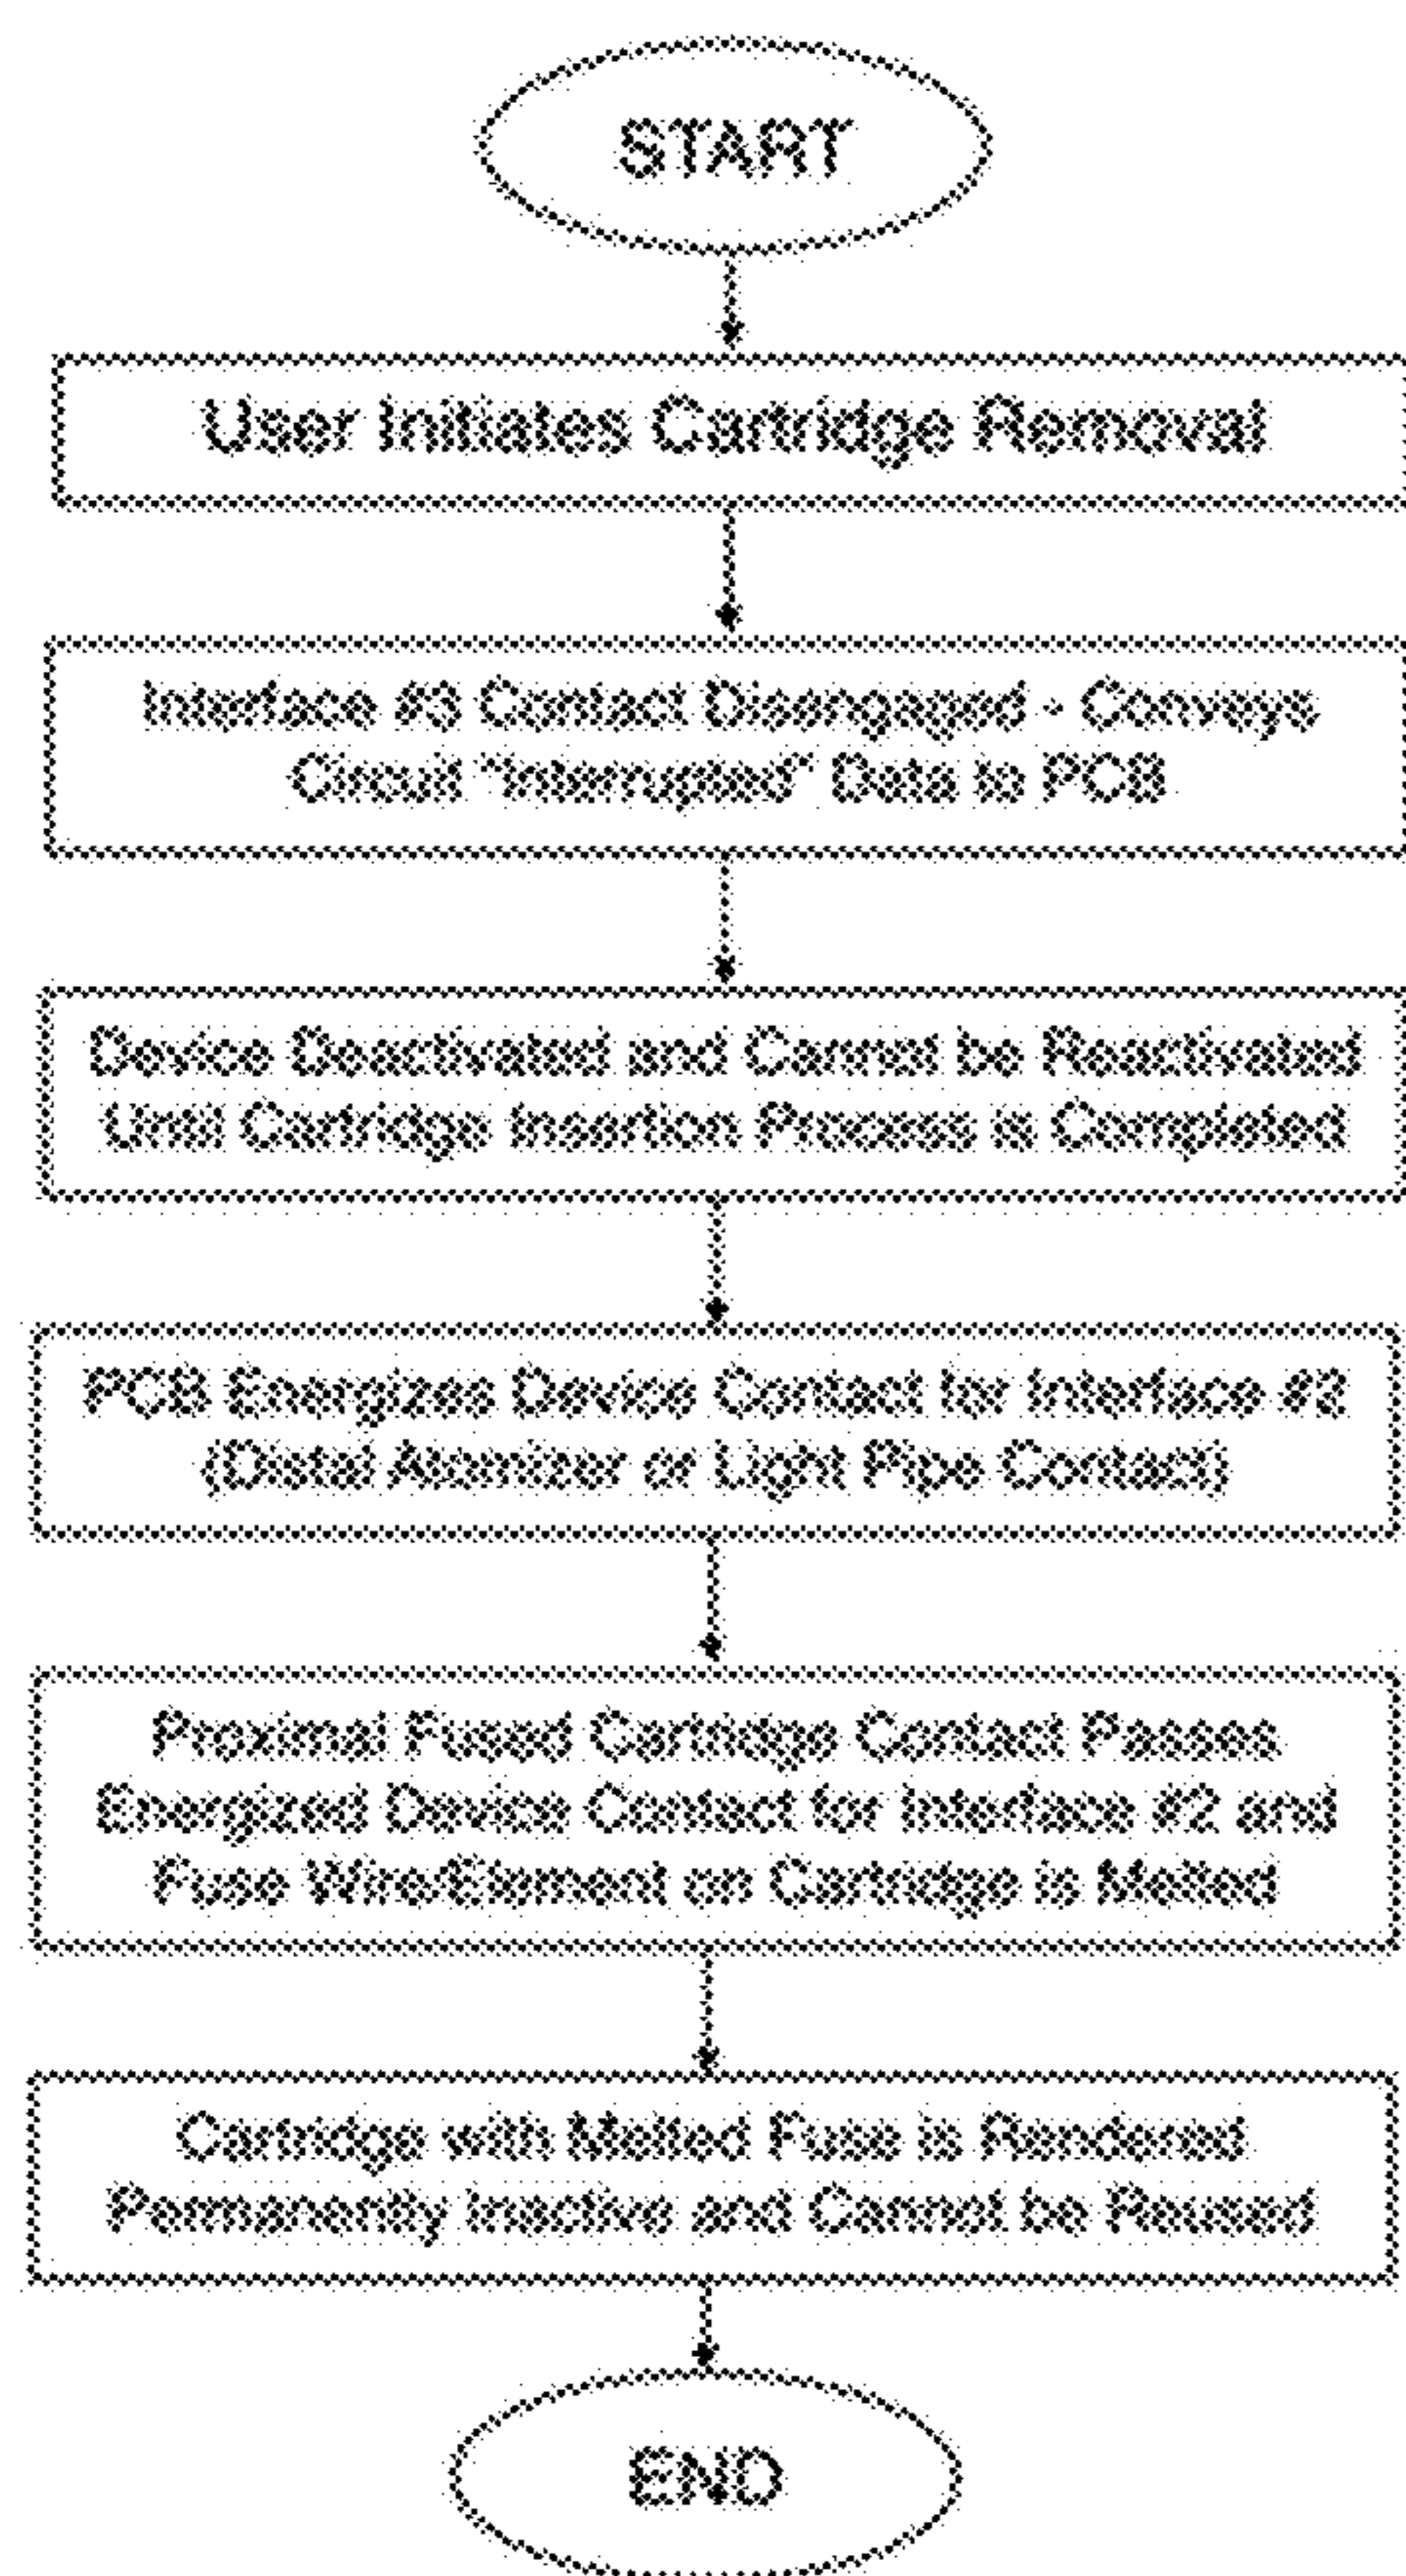 START
User Initiates Cartridge Removal
Interface #3 Contact Disengaged - Conveys
Circuit "Interrupted" Data to PCB
Device Deactivated and Cannot be Reactivated
Until Cartridge Insertion Process is Completed
PCB Energizes Device Contact for Interface #2
(Distal Atomizer or Light Pipe Contact)
Proximal Fused Cartridge Contact Passes
Energized Device Contact for Interface #2 and
Fuse Wire/Element on Cartridge is Melted
Cartridge with Melted Fuse is Rendered
Permanently Inactive and Cannot be Reused
END